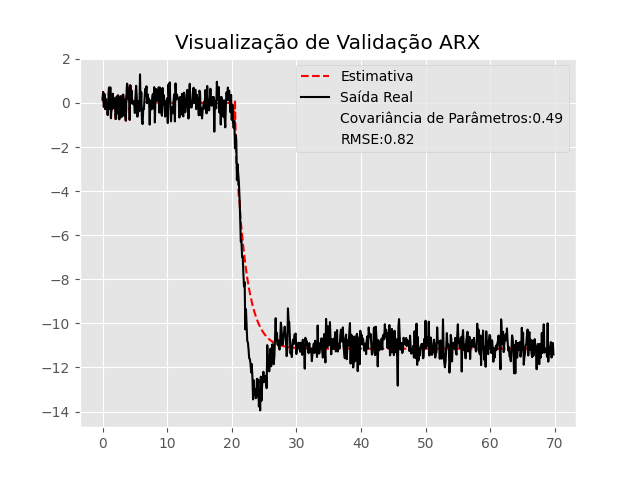 Visualização de Validação ARX
Estimativa
Saída Real
Covariância de Parâmetros:0.49
RMSE:0.82
2
0
−2
−4
−6
−8
−10
−12
−14
0 10 20 30 40 50 60 70